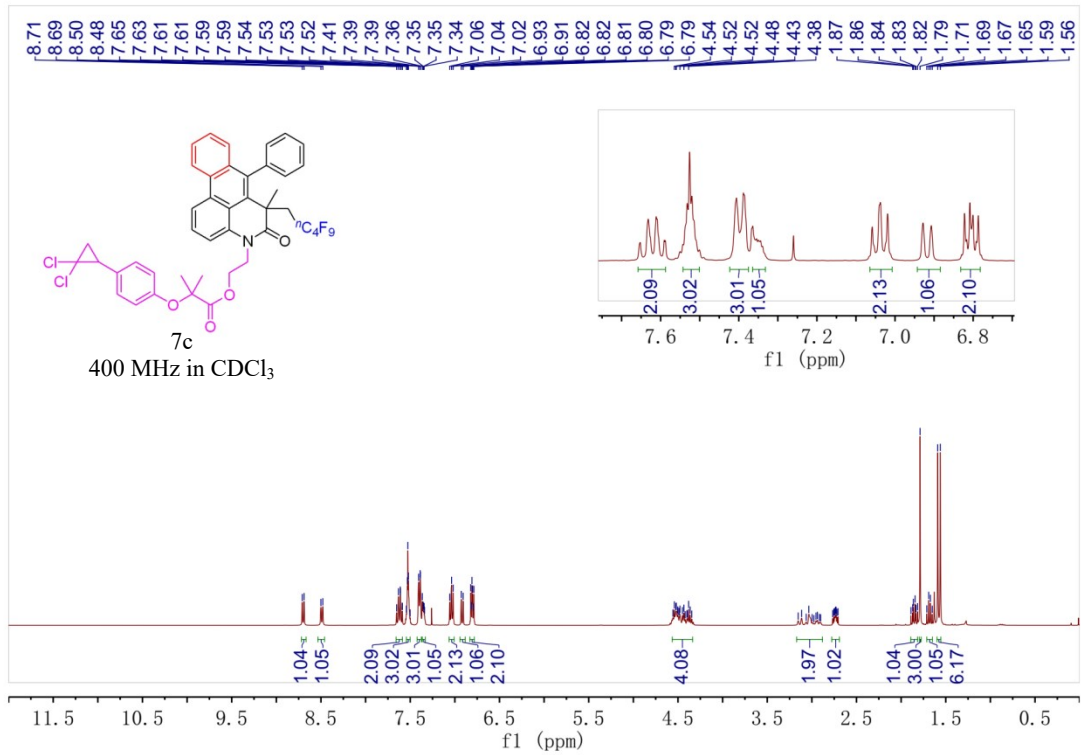 8.71 8.69 8.50 8.48 7.65 7.63 7.61 7.61 7.59 7.59 7.54 7.53 7.53 7.52 7.41 7.39 7.39 7.36 7.35 7.35 7.34 7.06 7.04 7.02 6.93 6.91 6.82 6.82 6.81 6.80 6.79 6.79 4.54 4.52 4.52 4.48 4.43 4.38 1.87 1.86 1.84 1.83 1.82 1.79 1.71 1.69 1.67 1.65 1.59 1.56
nC4F9
N
O
Cl
Cl
O
O
O
7c
400 MHz in CDCl3
2.09 3.02 3.01 1.05 2.13 1.06 2.10
7.6 7.4 7.2 7.0 6.8
f1 (ppm)
1.04 1.05 2.09 3.02 3.01 1.05 2.13 1.06 2.10 4.08 1.97 1.02 1.04 3.00 1.05 6.17
11.5 10.5 9.5 8.5 7.5 6.5 5.5 4.5 3.5 2.5 1.5 0.5
f1 (ppm)